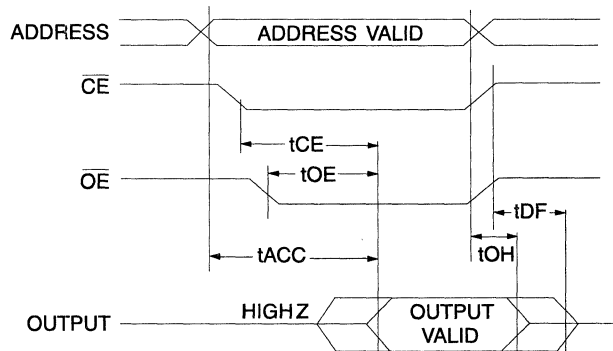 ADDRESS
ADDRESS VALID
CE
tCE
tOE
OE
tDF
tACC
tOH
HIGH Z
OUTPUT
OUTPUT
VALID